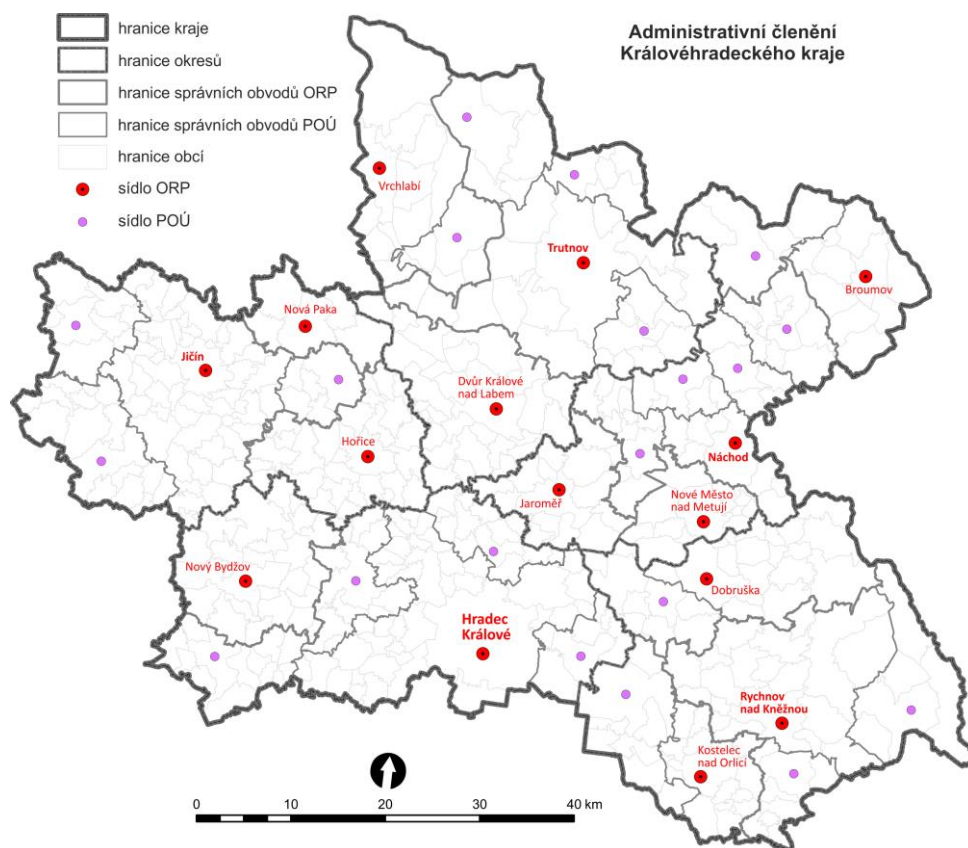 Administrativní členění
Královéhradeckého kraje
hranice kraje
hranice okresů
hranice správních obvodů ORP
hranice správních obvodů POÚ
hranice obcí
sídlo ORP
sídlo POÚ
Vrchlabí
Trutnov
Broumov
Nová Paka
Jičín
Dvůr Králové
nad Labem
Hořice
Náchod
Jaroměř
Nové Město
nad Metují
Nový Bydžov
Dobruška
Hradec
Králové
Rychnov
nad Kněžnou
Kostelec
nad Orlicí
0 10 20 30 40 km